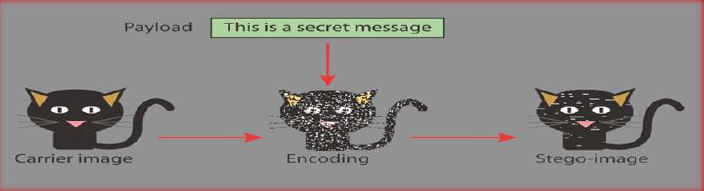 Payload This is a secret message
Carrier image Encoding Stego-image